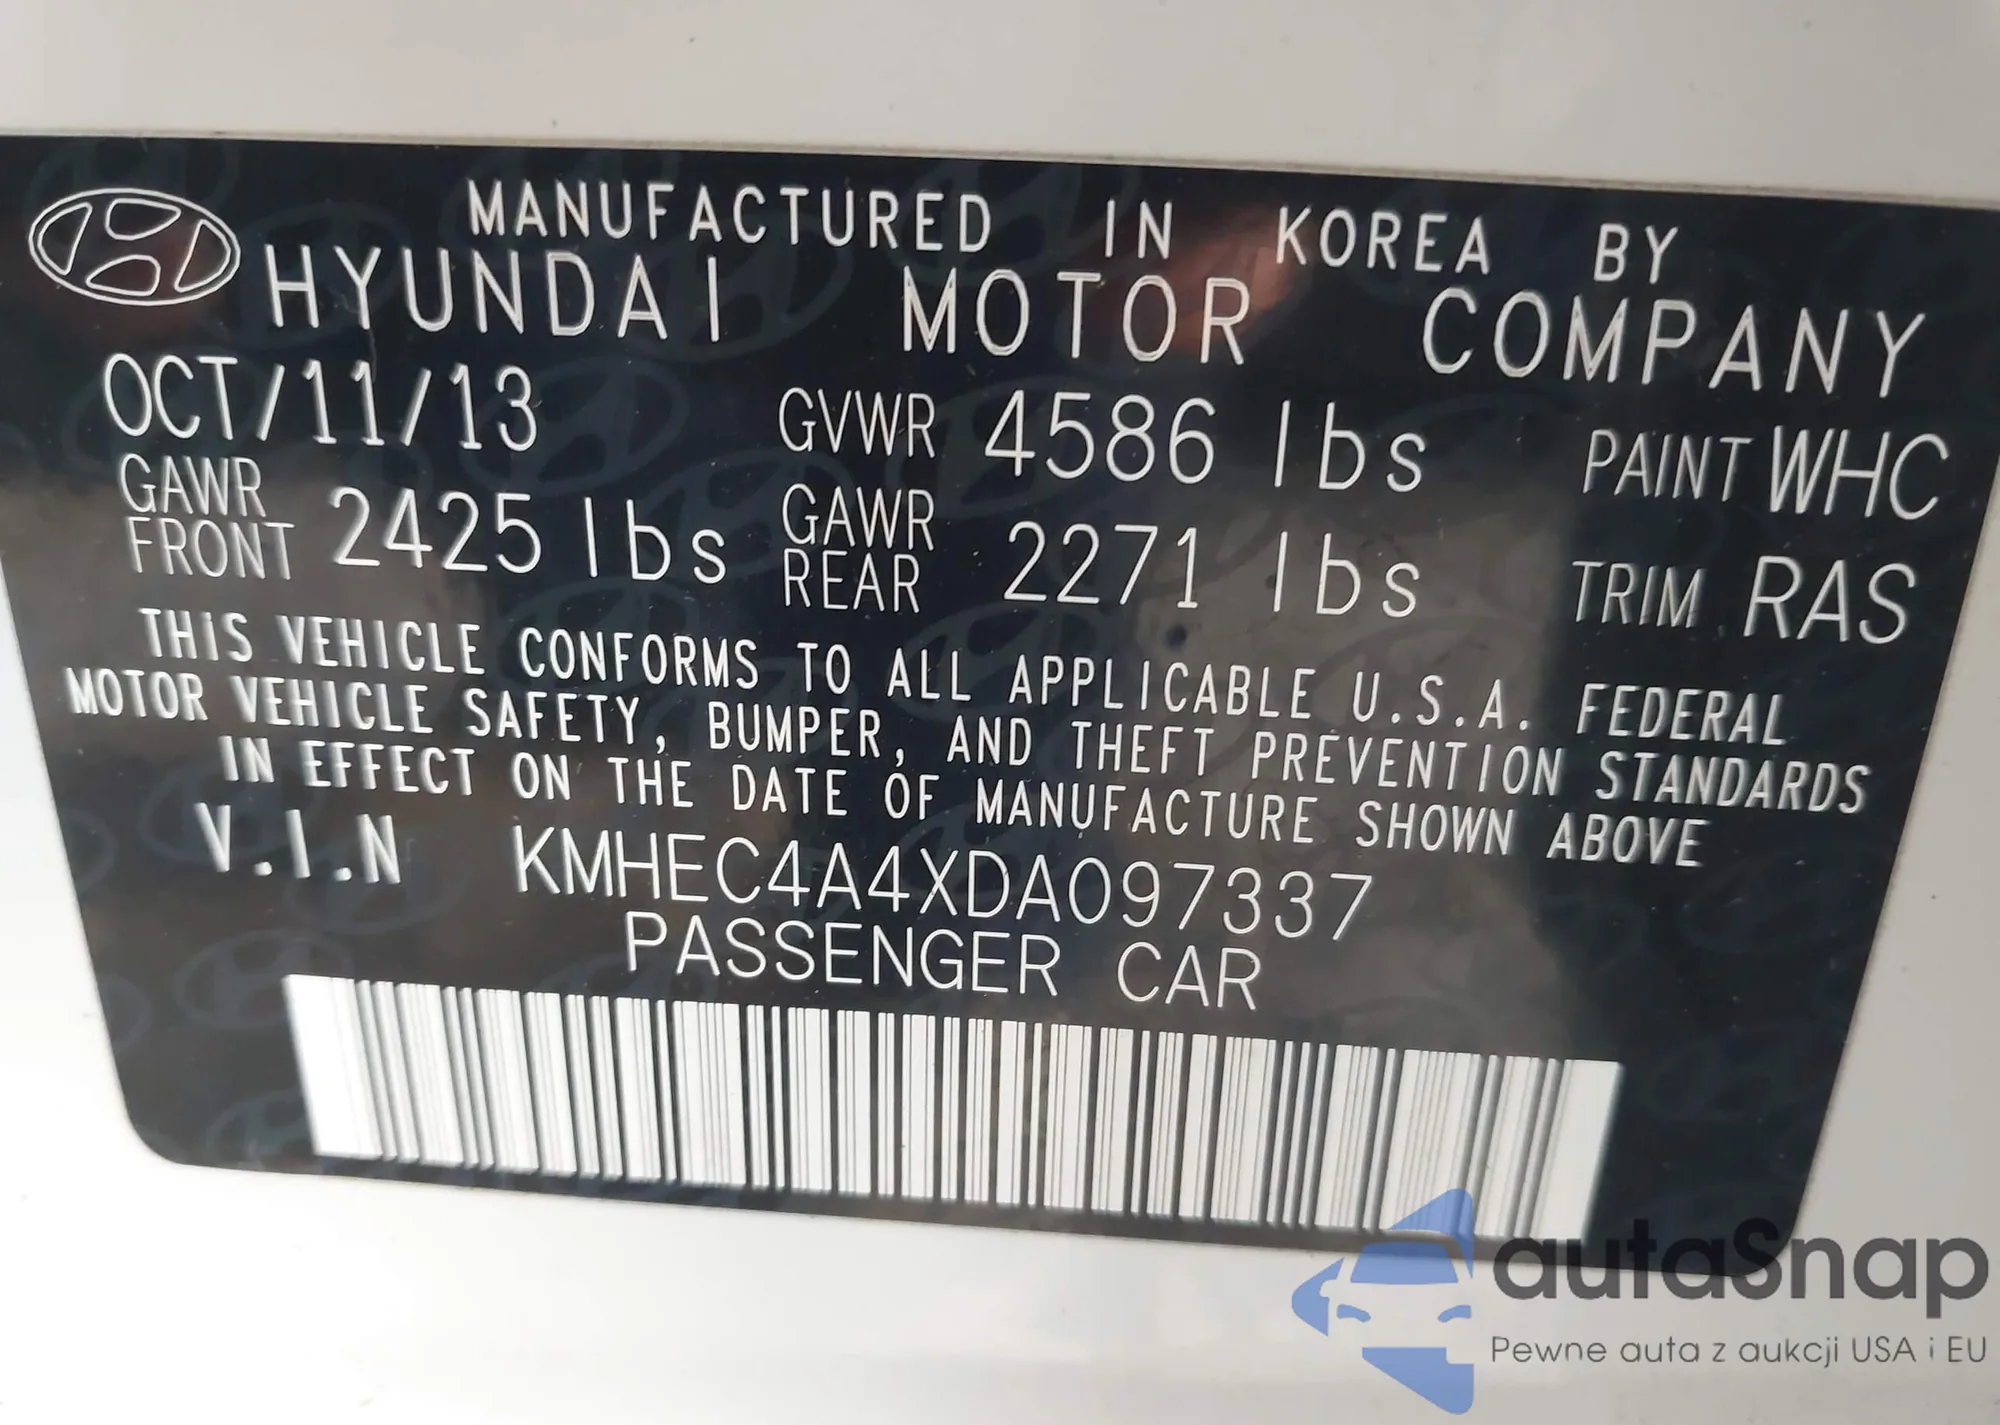 MANUFACTURED IN KOREA BY
HYUNDAI MOTOR COMPANY
OCT/11/13 GVWR 4586 lbs PAINT WHC
GAWR FRONT 2425 lbs GAWR REAR 2271 lbs TRIM RAS
THIS VEHICLE CONFORMS TO ALL APPLICABLE U.S.A. FEDERAL
MOTOR VEHICLE SAFETY, BUMPER, AND THEFT PREVENTION STANDARDS
IN EFFECT ON THE DATE OF MANUFACTURE SHOWN ABOVE
V.I.N KMHEC4A4XDA097337
PASSENGER CAR
autaSnap
Pewne auta z aukcji USA i EU